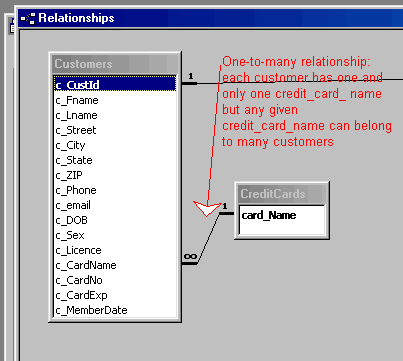 Relationships
Customers
c_CustId
c_Fname
c_Lname
c_Street
c_City
c_State
c_ZIP
c_Phone
c_email
c_DOB
c_Sex
c_Licence
c_CardName
c_CardNo
c_CardExp
c_MemberDate
1
One-to-many relationship:
each customer has one and
only one credit_card_ name
but any given
credit_card_name can belong
to many customers
1
∞
CreditCards
card_Name